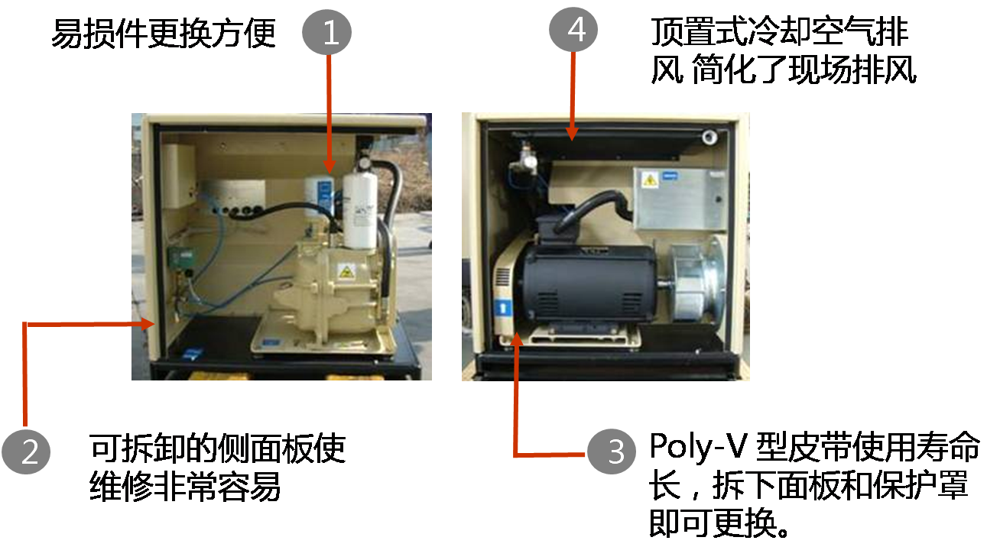 易损件更换方便
1
4
顶置式冷却空气排
风 简化了现场排风
2
可拆卸的侧面板使
维修非常容易
3
Poly-V 型皮带使用寿命
长，拆下面板和保护罩
即可更换。